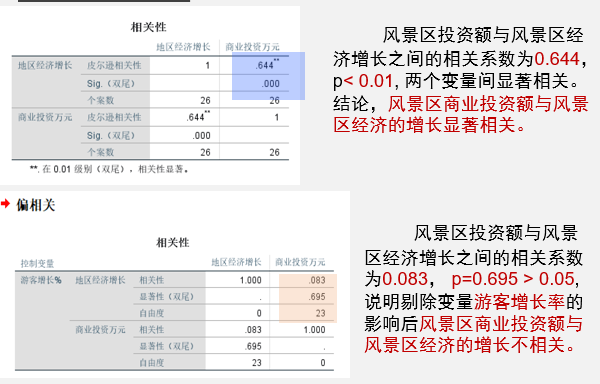 相关性
地区经济增长 商业投资万元
地区经济增长 皮尔逊相关性 1 .644**
Sig.（双尾） .000
个案数 26 26
商业投资万元 皮尔逊相关性 .644** 1
Sig.（双尾） .000
个案数 26 26
**. 在 0.01 级别（双尾），相关性显著。
风景区投资额与风景区经
济增长之间的相关系数为0.644，
p< 0.01, 两个变量间显著相关。
结论，风景区商业投资额与风景
区经济的增长显著相关。
偏相关
相关性
控制变量 地区经济增长 商业投资万元
游客增长% 地区经济增长 相关性 1.000 .083
显著性（双尾） . .695
自由度 0 23
商业投资万元 相关性 .083 1.000
显著性（双尾） .695 .
自由度 23 0
风景区投资额与风景
区经济增长之间的相关系数
为0.083， p=0.695 > 0.05,
说明剔除变量游客增长率的
影响后风景区商业投资额与
风景区经济的增长不相关。